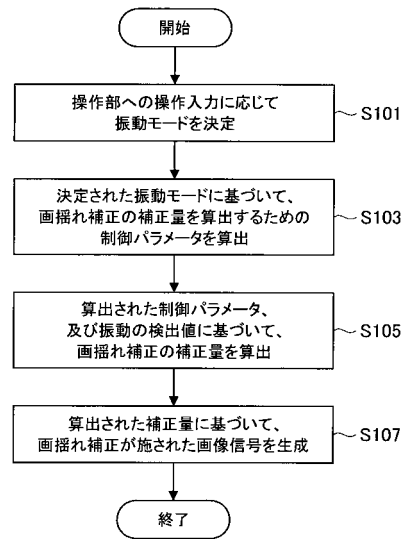 開始
操作部への操作入力に応じて
振動モードを決定
S101
決定された振動モードに基づいて、
画揺れ補正の補正量を算出するための
制御パラメータを算出
S103
算出された制御パラメータ、
及び振動の検出値に基づいて、
画揺れ補正の補正量を算出
S105
算出された補正量に基づいて、
画揺れ補正が施された画像信号を生成
S107
終了